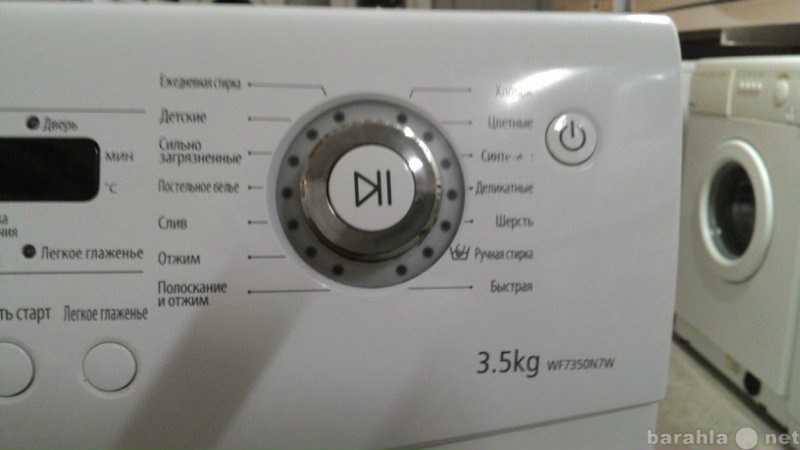 Дверь
мин
°C
Легкое глаженье
ть старт
Легкое глаженье
Ежедневная стирка
Детские
Сильно
загрязненные
Постельное белье
Слив
Отжим
Полоскание
и отжим
Цветные
Деликатные
Шерсть
Ручная стирка
Быстрая
3.5kg WF7350N7W
barahla net